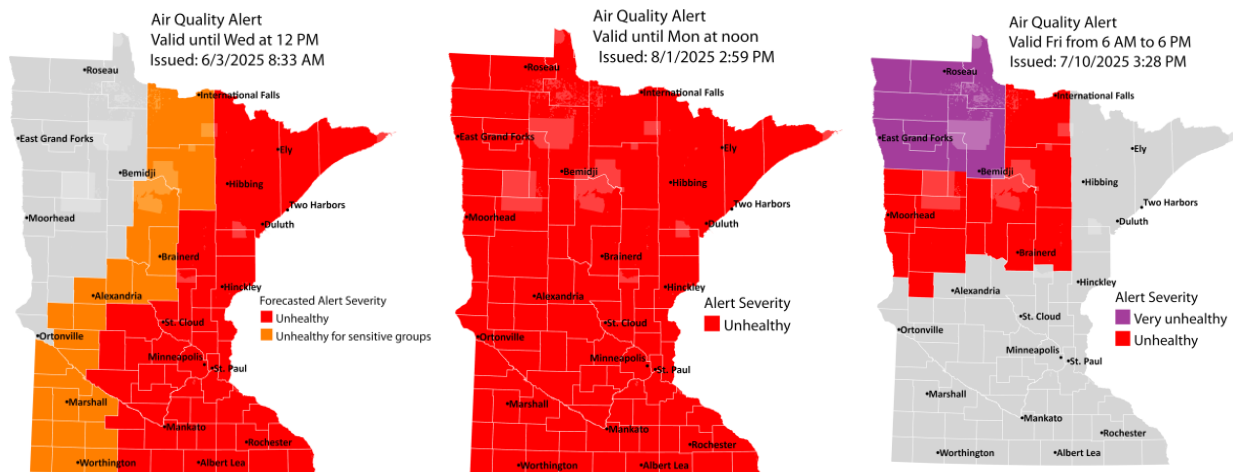 Air Quality Alert
Valid until Wed at 12 PM
Issued: 6/3/2025 8:33 AM
Roseau
International Falls
East Grand Forks
Ely
Bemidji
Hibbing
Moorhead
Two Harbors
Duluth
Brainerd
Hinckley
Alexandria
Forecasted Alert Severity
Unhealthy
Unhealthy for sensitive groups
St. Cloud
Ortonville
Minneapolis
St. Paul
Marshall
Mankato
Rochester
Worthington
Albert Lea
Air Quality Alert
Valid until Mon at noon
Issued: 8/1/2025 2:59 PM
Roseau
International Falls
East Grand Forks
Ely
Bemidji
Hibbing
Moorhead
Two Harbors
Duluth
Brainerd
Hinckley
Alexandria
Alert Severity
Unhealthy
St. Cloud
Ortonville
Minneapolis
St. Paul
Marshall
Mankato
Rochester
Worthington
Albert Lea
Air Quality Alert
Valid Fri from 6 AM to 6 PM
Issued: 7/10/2025 3:28 PM
Roseau
International Falls
East Grand Forks
Ely
Bemidji
Hibbing
Moorhead
Two Harbors
Duluth
Brainerd
Hinckley
Alexandria
Alert Severity
Very unhealthy
Unhealthy
St. Cloud
Ortonville
Minneapolis
St. Paul
Marshall
Mankato
Rochester
Worthington
Albert Lea